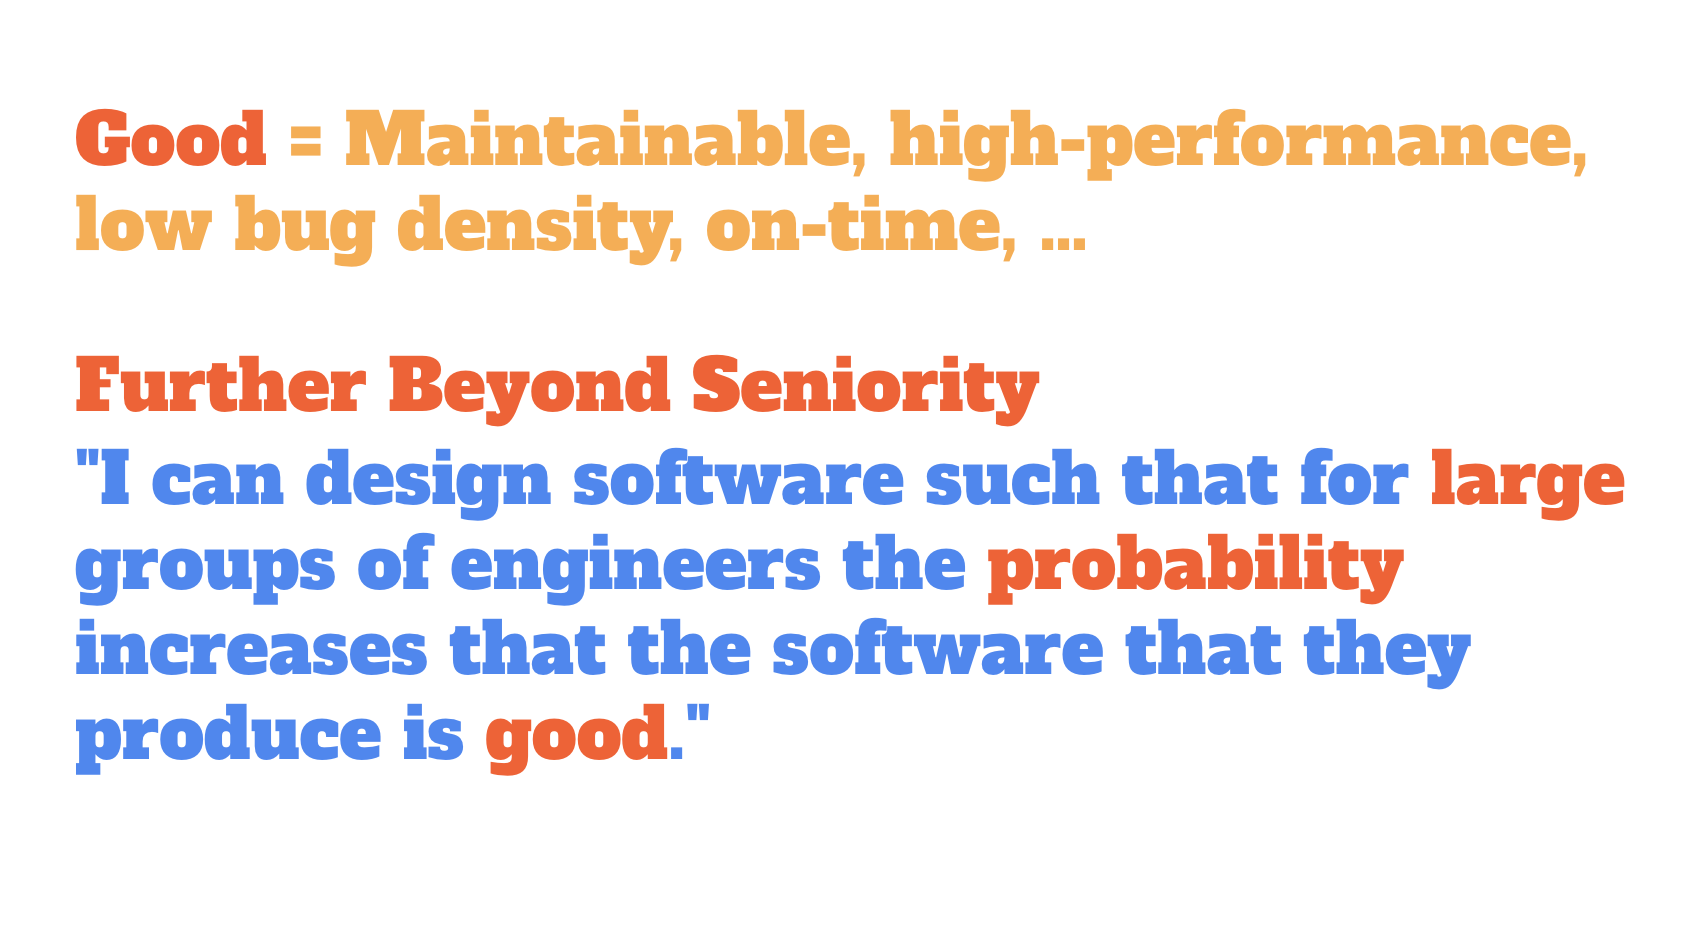 Good = Maintainable, high-performance,
low bug density, on-time, ...
Further Beyond Seniority
"I can design software such that for large
groups of engineers the probability
increases that the software that they
produce is good."